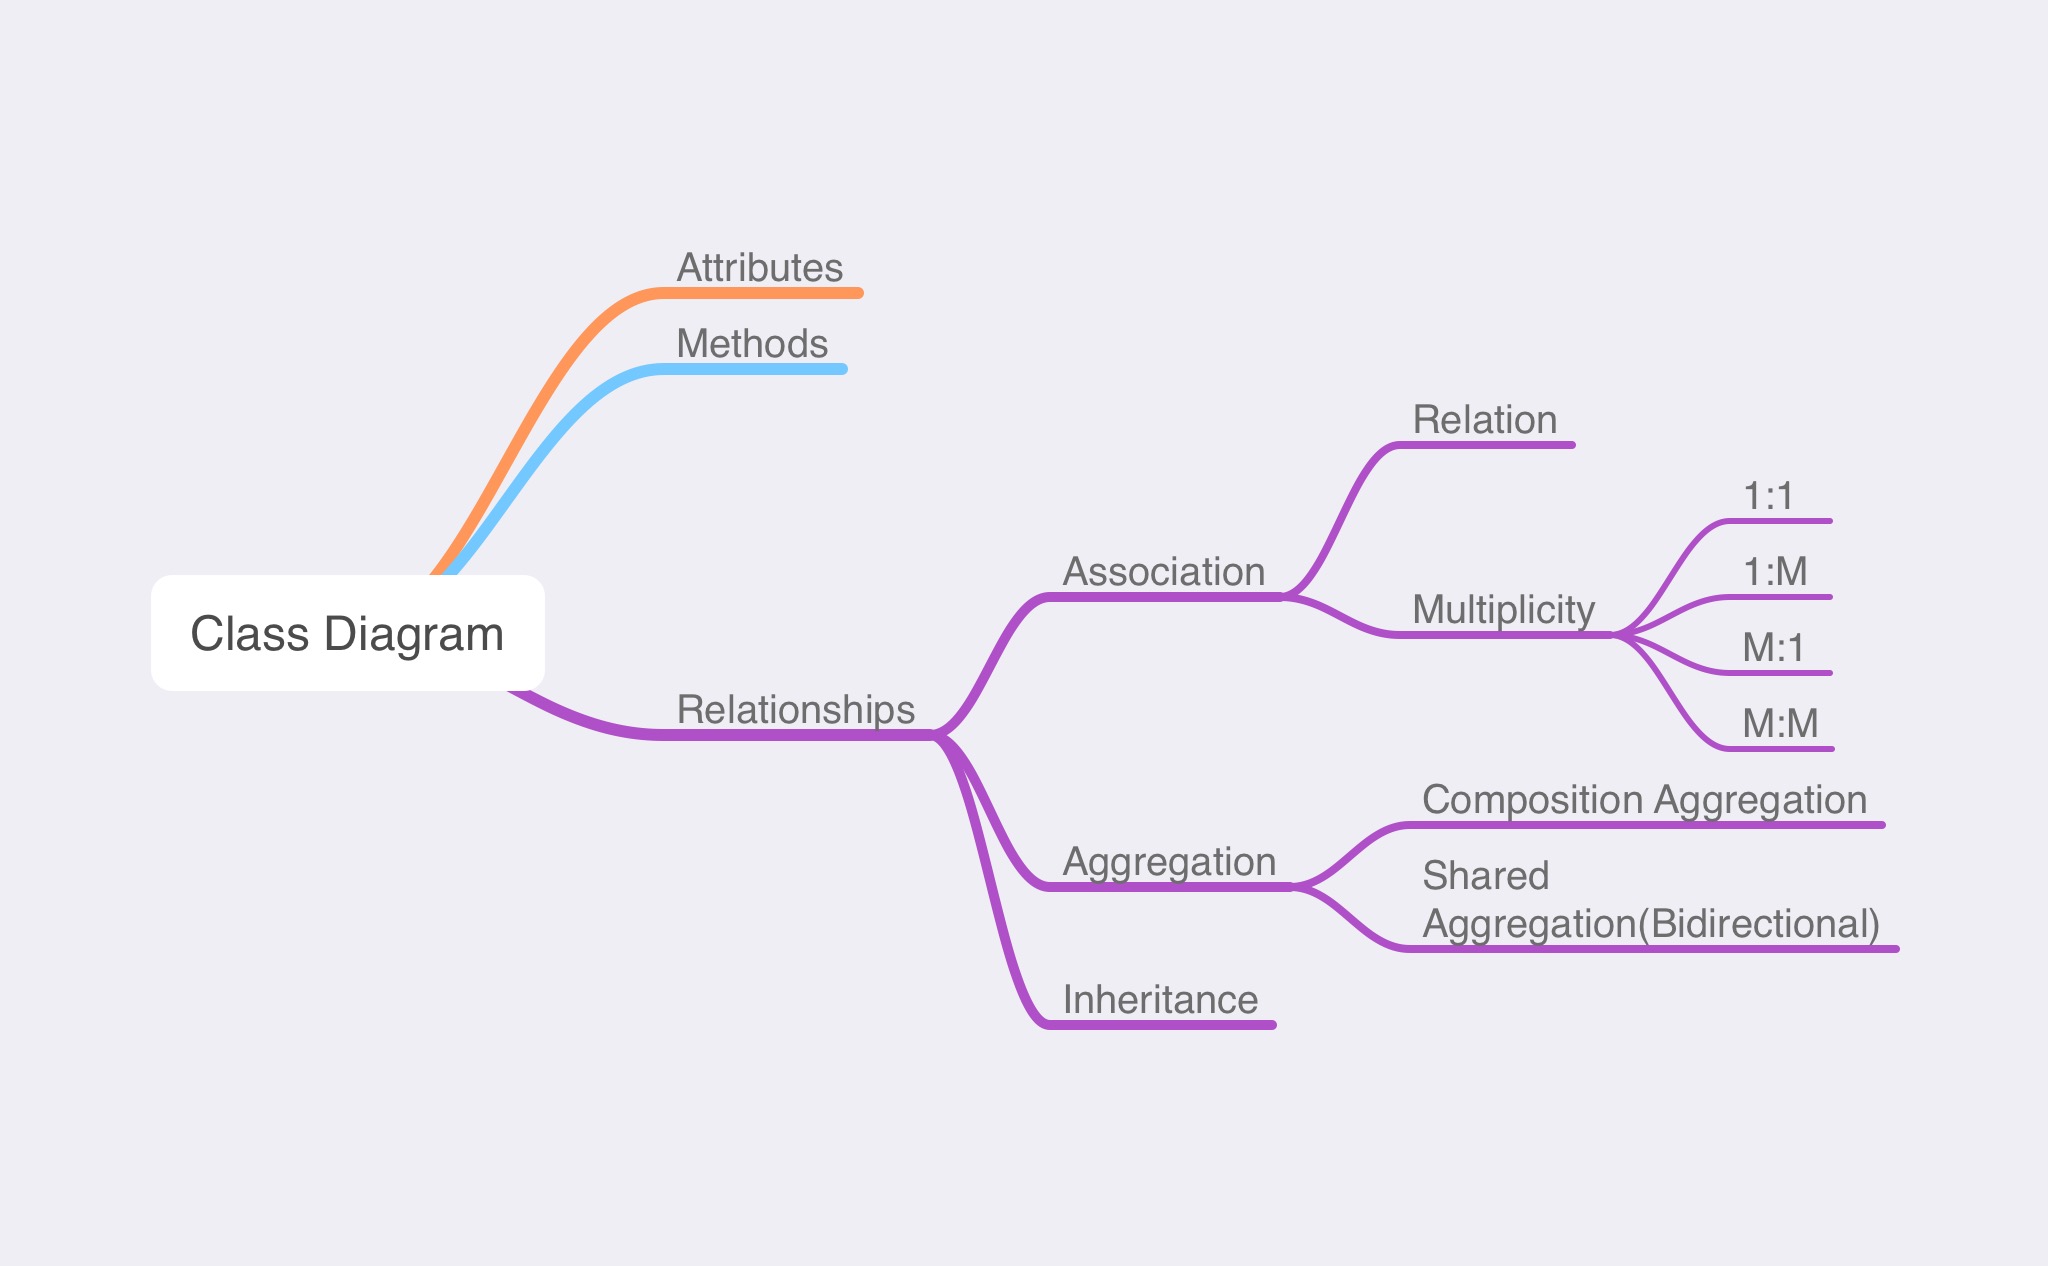 Class Diagram
Attributes
Methods
Relationships
Association
Relation
Multiplicity
1:1
1:M
M:1
M:M
Aggregation
Composition Aggregation
Shared
Aggregation(Bidirectional)
Inheritance